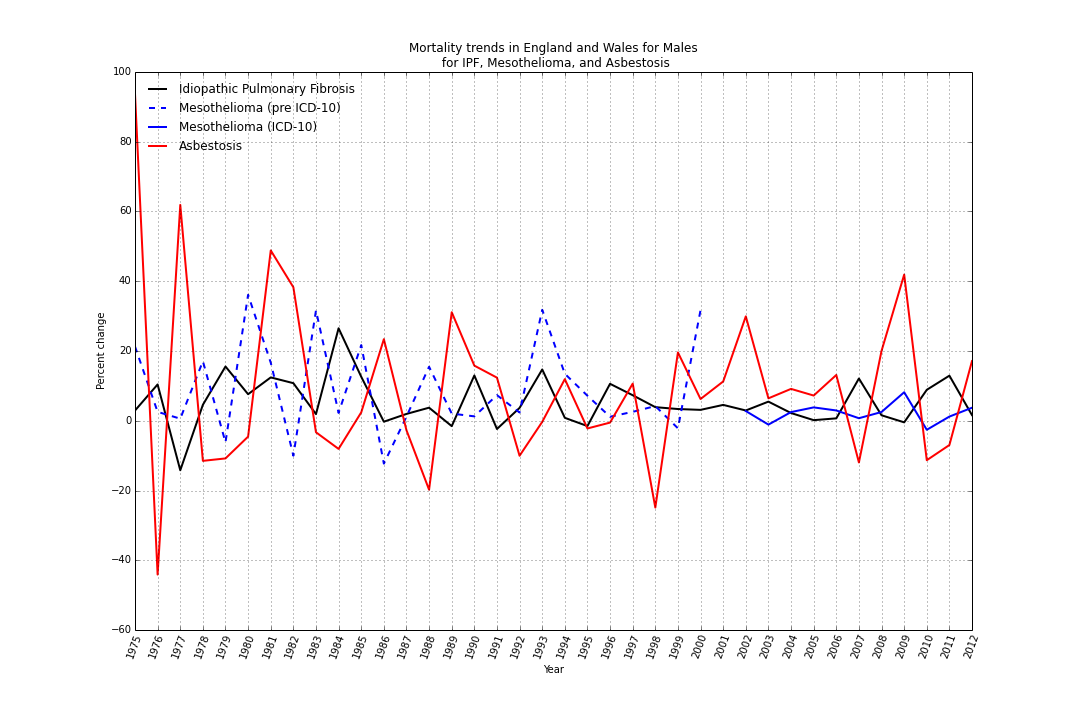 Mortality trends in England and Wales for Males
for IPF, Mesothelioma, and Asbestosis
Idiopathic Pulmonary Fibrosis
Mesothelioma (pre ICD-10)
Mesothelioma (ICD-10)
Asbestosis
Percent change
100
80
60
40
20
0
−20
−40
−60
1975 1976 1977 1978 1979 1980 1981 1982 1983 1984 1985 1986 1987 1988 1989 1990 1991 1992 1993 1994 1995 1996 1997 1998 1999 2000 2001 2002 2003 2004 2005 2006 2007 2008 2009 2010 2011 2012
Year